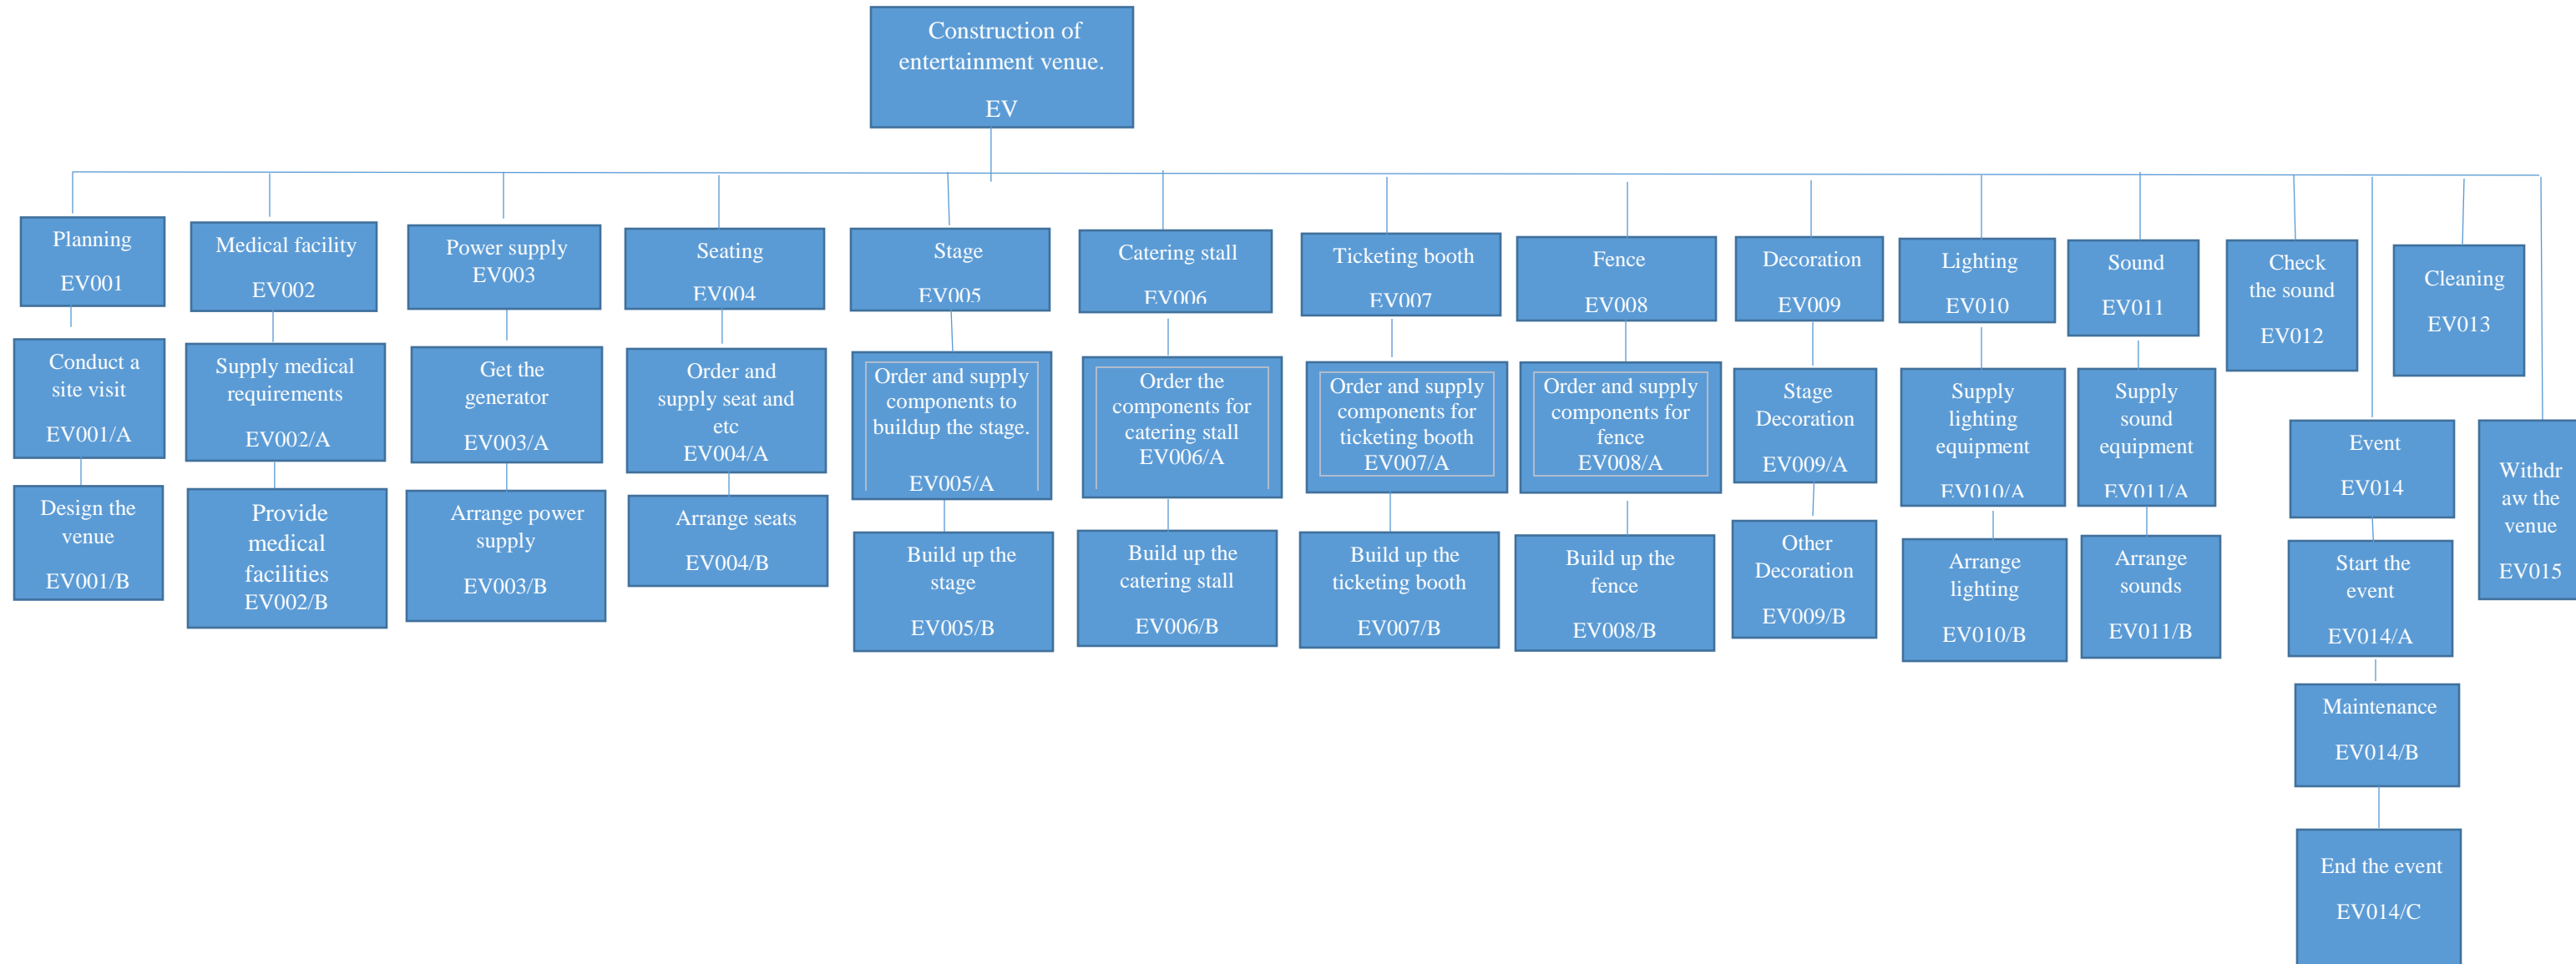 Construction of
entertainment venue.
EV
Planning
EV001
Conduct a
site visit
EV001/A
Design the
venue
EV001/B
Medical facility
EV002
Supply medical
requirements
EV002/A
Provide
medical
facilities
EV002/B
Power supply
EV003
Get the
generator
EV003/A
Arrange power
supply
EV003/B
Seating
EV004
Order and
supply seat and
etc
EV004/A
Arrange seats
EV004/B
Stage
EV005
Order and supply
components to
buildup the stage.
EV005/A
Build up the
stage
EV005/B
Catering stall
EV006
Order the
components for
catering stall
EV006/A
Build up the
catering stall
EV006/B
Ticketing booth
EV007
Order and supply
components for
ticketing booth
EV007/A
Build up the
ticketing booth
EV007/B
Fence
EV008
Order and supply
components for
fence
EV008/A
Build up the
fence
EV008/B
Decoration
EV009
Stage
Decoration
EV009/A
Other
Decoration
EV009/B
Lighting
EV010
Supply
lighting
equipment
EV010/A
Arrange
lighting
EV010/B
Sound
EV011
Supply
sound
equipment
EV011/A
Arrange
sounds
EV011/B
Check
the sound
EV012
Cleaning
EV013
Event
EV014
Start the
event
EV014/A
Maintenance
EV014/B
End the event
EV014/C
Withdr
aw the
venue
EV015